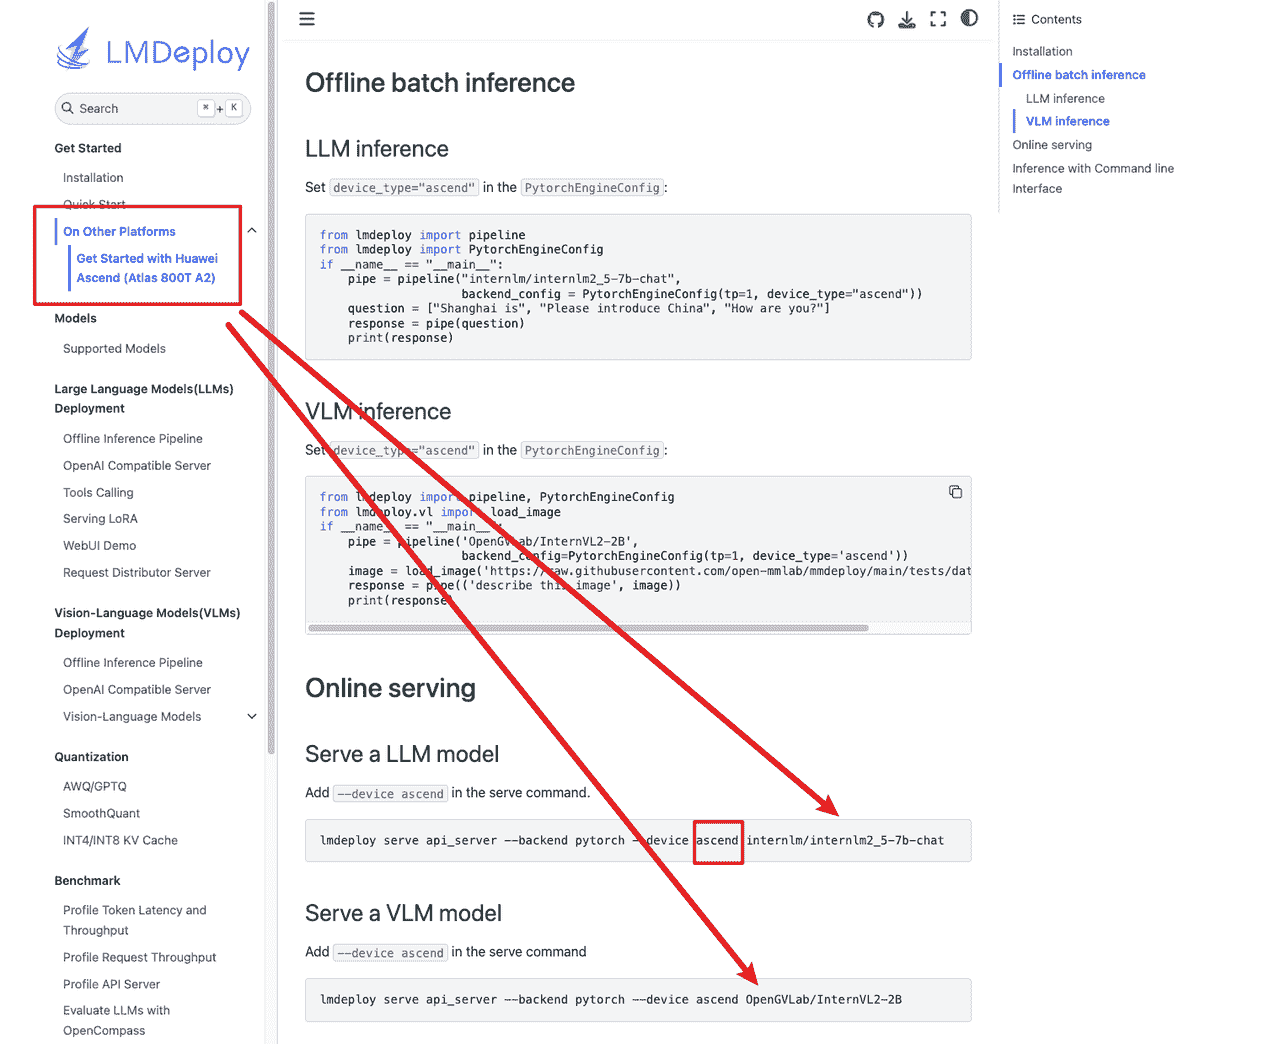 LMDeploy
Search
⌘ + K
Get Started
Installation
Quick Start
On Other Platforms
Get Started with Huawei
Ascend (Atlas 800T A2)
Models
Supported Models
Large Language Models(LLMs)
Deployment
Offline Inference Pipeline
OpenAI Compatible Server
Tools Calling
Serving LoRA
WebUI Demo
Request Distributor Server
Vision-Language Models(VLMs)
Deployment
Offline Inference Pipeline
OpenAI Compatible Server
Vision-Language Models
Quantization
AWQ/GPTQ
SmoothQuant
INT4/INT8 KV Cache
Benchmark
Profile Token Latency and
Throughput
Profile Request Throughput
Profile API Server
Evaluate LLMs with
OpenCompass
Offline batch inference
LLM inference
Set device_type="ascend" in the PytorchEngineConfig:
from lmdeploy import pipeline
from lmdeploy import PytorchEngineConfig
if __name__ == "__main__":
    pipe = pipeline("internlm/internlm2_5-7b-chat",
                    backend_config = PytorchEngineConfig(tp=1, device_type="ascend"))
    question = ["Shanghai is", "Please introduce China", "How are you?"]
    response = pipe(question)
    print(response)
VLM inference
Set device_type="ascend" in the PytorchEngineConfig:
from lmdeploy import pipeline, PytorchEngineConfig
from lmdeploy.vl import load_image
if __name__ == "__main__":
    pipe = pipeline('OpenGVLab/InternVL2-2B',
                    backend_config=PytorchEngineConfig(tp=1, device_type='ascend'))
    image = load_image('https://raw.githubusercontent.com/open-mmlab/mmdeploy/main/tests/dat
    response = pipe(('describe this image', image))
    print(response)
Online serving
Serve a LLM model
Add --device ascend in the serve command.
lmdeploy serve api_server --backend pytorch --device ascend internlm/internlm2_5-7b-chat
Serve a VLM model
Add --device ascend in the serve command
lmdeploy serve api_server --backend pytorch --device ascend OpenGVLab/InternVL2-2B
Contents
Installation
Offline batch inference
LLM inference
VLM inference
Online serving
Inference with Command line
Interface